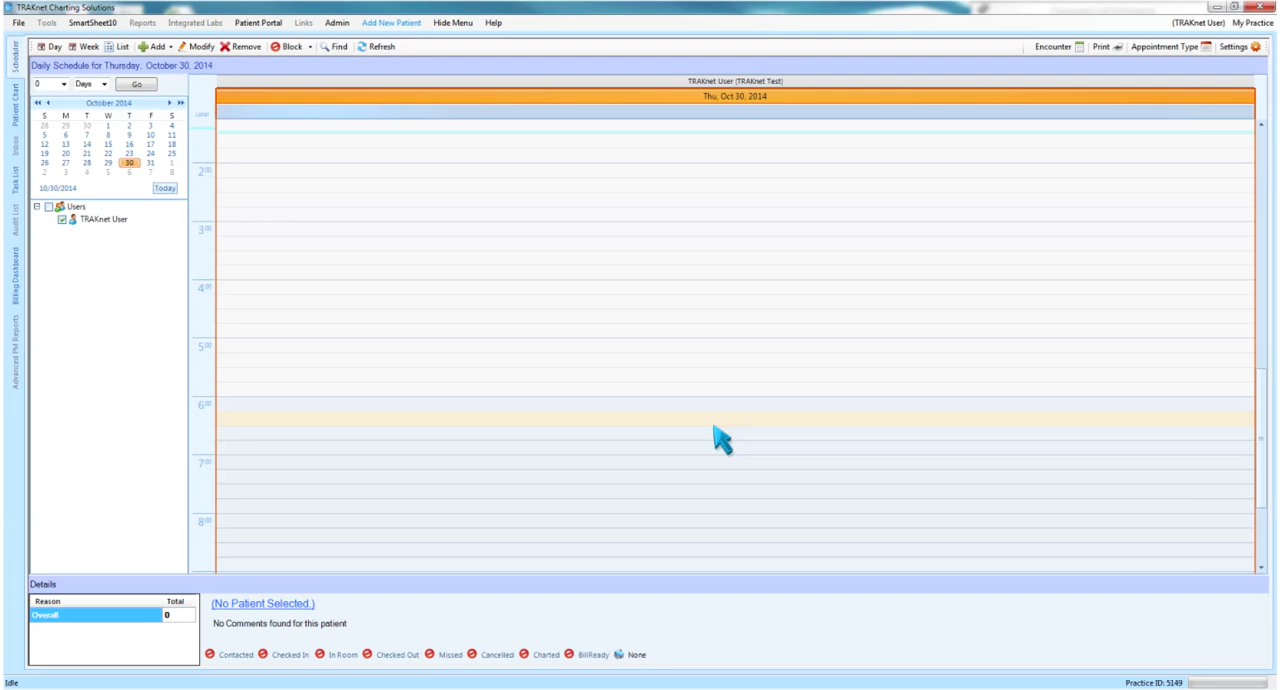 TRAKnet Charting Solutions
File Tools SmartSheet10 Reports Integrated Labs Patient Portal Links Admin Add New Patient Hide Menu Help (TRAKnet User) My Practice
Day Week List Add Modify Remove Block Find Refresh Encounter Print Appointment Type Settings
Daily Schedule for Thursday, October 30, 2014
Scheduler
Patient Chart
Inbox
Task List
Audit List
Billing Dashboard
Advanced PM Reports
0 Days Go
October 2014
S M T W T F S
28 29 30 1 2 3 4
5 6 7 8 9 10 11
12 13 14 15 16 17 18
19 20 21 22 23 24 25
26 27 28 29 30 31 1
2 3 4 5 6 7 8
10/30/2014 Today
Users
TRAKnet User
TRAKnet User (TRAKnet Test)
Thu, Oct 30, 2014
Local
2 00
3 00
4 00
5 00
6 00
7 00
8 00
Details
Reason Total
Overall 0
(No Patient Selected )
No Comments found for this patient
Contacted Checked In In Room Checked Out Missed Cancelled Charted BillReady None
Idle Practice ID: 5149